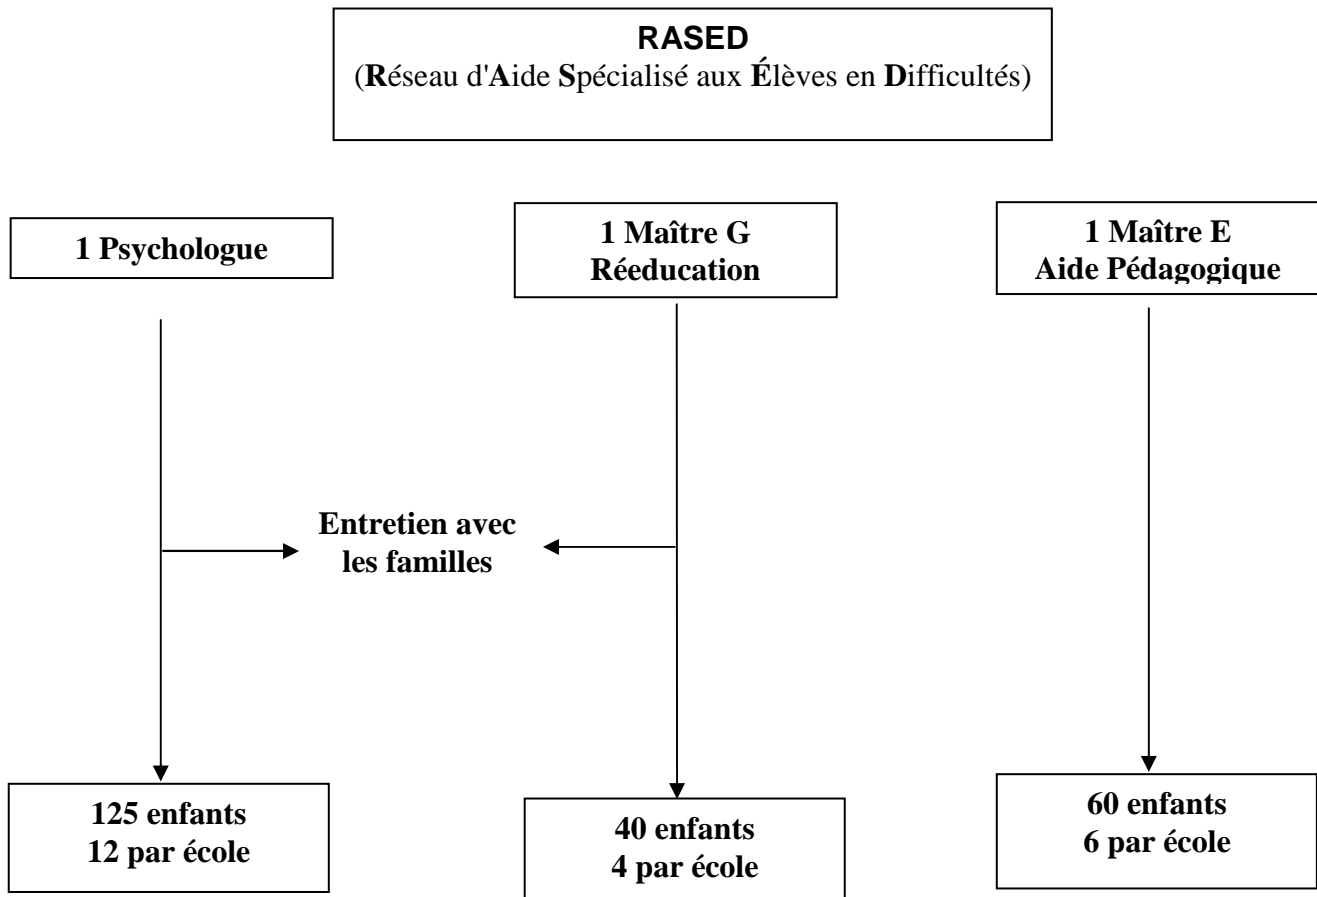 RASED
(Réseau d'Aide Spécialisé aux Élèves en Difficultés)
1 Psychologue
1 Maître G
Réeducation
1 Maître E
Aide Pédagogique
Entretien avec
les familles
125 enfants
12 par école
40 enfants
4 par école
60 enfants
6 par école